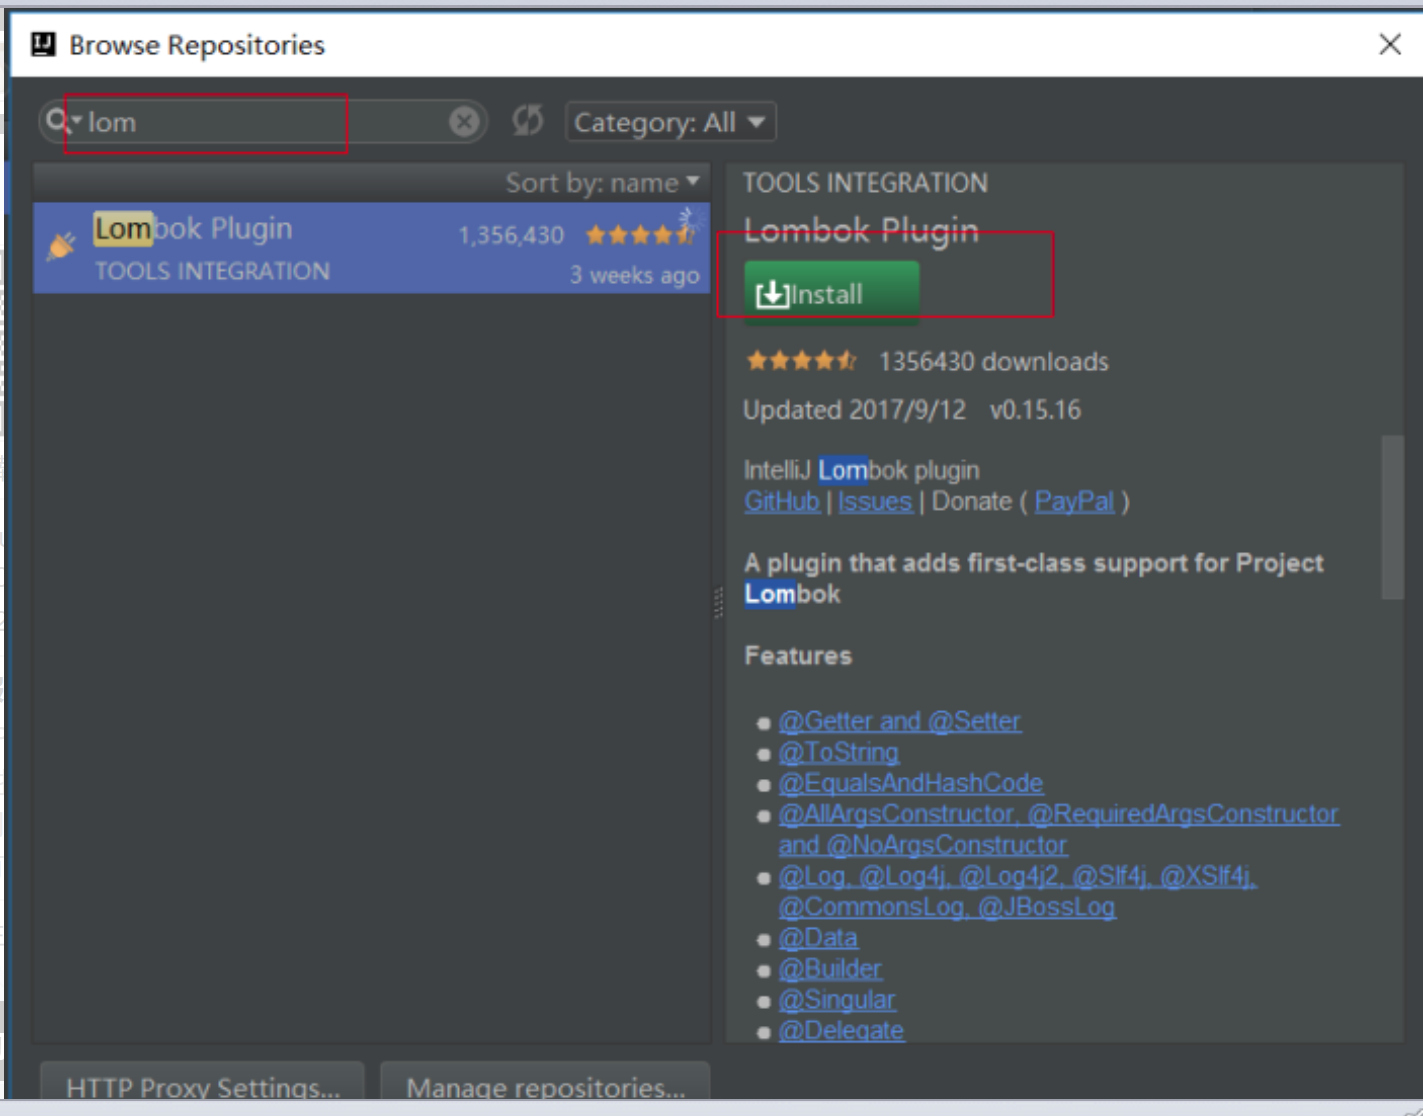 Browse Repositories
lom
Category: All
Sort by: name
Lombok Plugin
1,356,430
TOOLS INTEGRATION
3 weeks ago
TOOLS INTEGRATION
Lombok Plugin
Install
1356430 downloads
Updated 2017/9/12 v0.15.16
IntelliJ Lombok plugin
GitHub | Issues | Donate ( PayPal )
A plugin that adds first-class support for Project
Lombok
Features
@Getter and @Setter
@ToString
@EqualsAndHashCode
@AllArgsConstructor, @RequiredArgsConstructor
and @NoArgsConstructor
@Log, @Log4j, @Log4j2, @Slf4j, @XSlf4j,
@CommonsLog, @JBossLog
@Data
@Builder
@Singular
@Delegate
HTTP Proxy Settings...
Manage repositories...